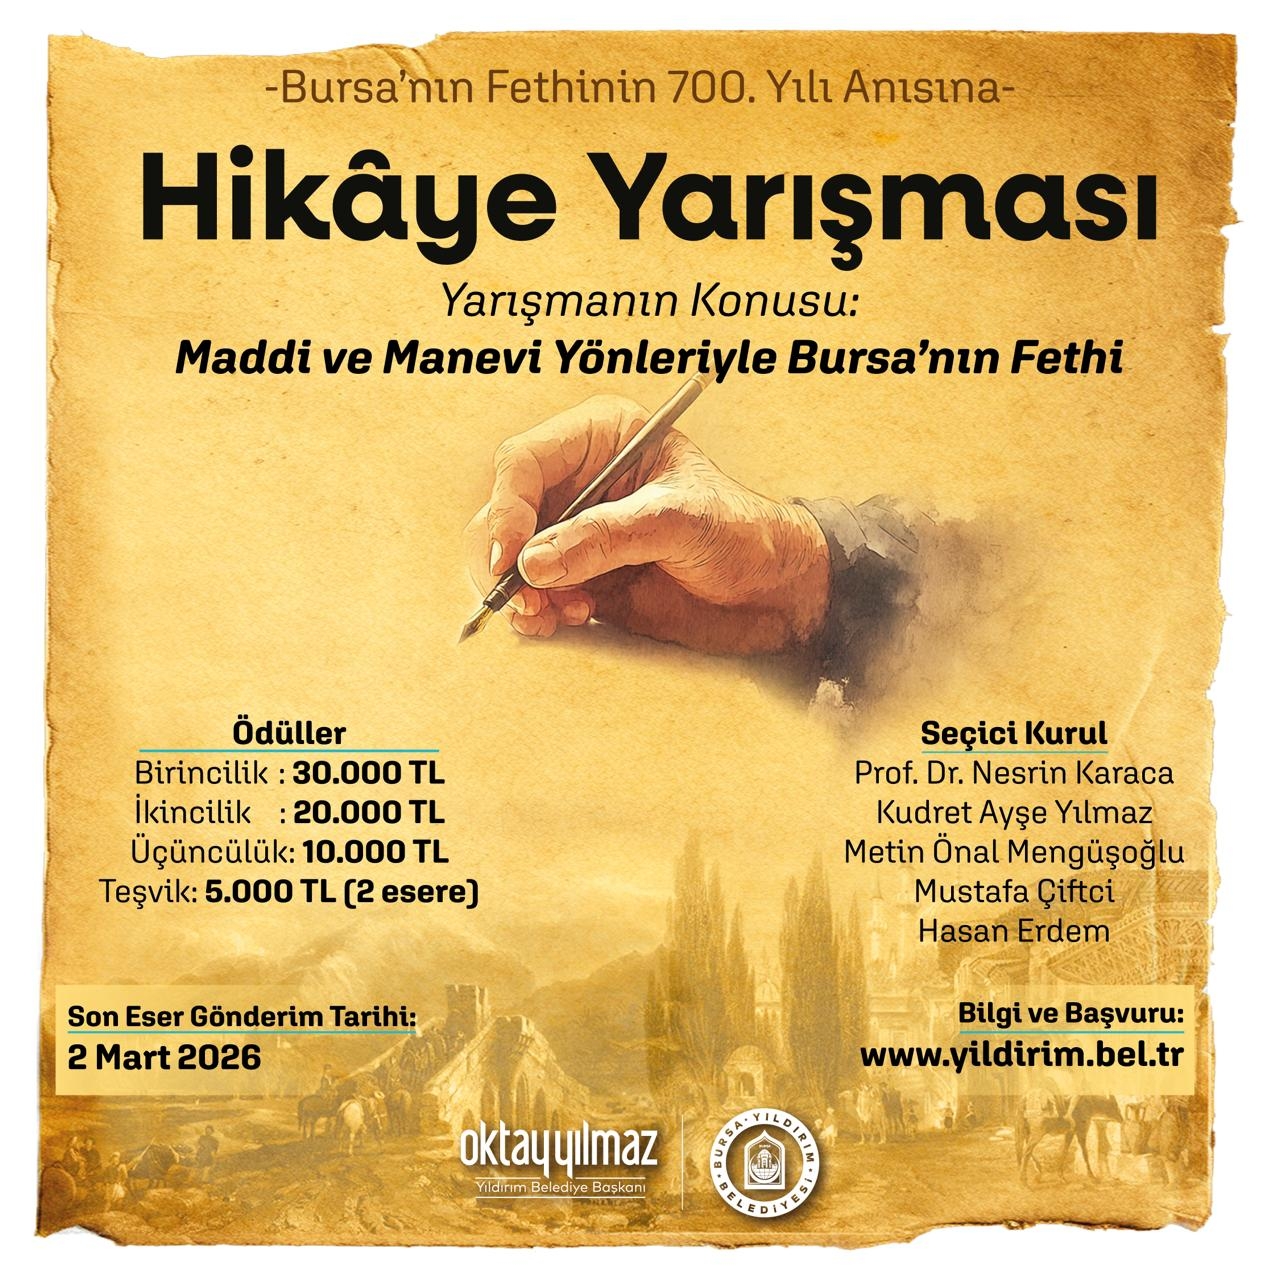 -Bursa'nın Fethinin 700. Yılı Anısına-
Hikâye Yarışması
Yarışmanın Konusu:
Maddi ve Manevi Yönleriyle Bursa'nın Fethi
Ödüller
Birincilik : 30.000 TL
İkincilik : 20.000 TL
Üçüncülük: 10.000 TL
Teşvik: 5.000 TL (2 esere)
Seçici Kurul
Prof. Dr. Nesrin Karaca
Kudret Ayşe Yılmaz
Metin Önal Mengüşoğlu
Mustafa Çiftci
Hasan Erdem
Son Eser Gönderim Tarihi:
2 Mart 2026
Bilgi ve Başvuru:
www.yildirim.bel.tr
oktay yılmaz
Yıldırım Belediye Başkanı
BURSA · YILDIRIM
BELEDİYESİ